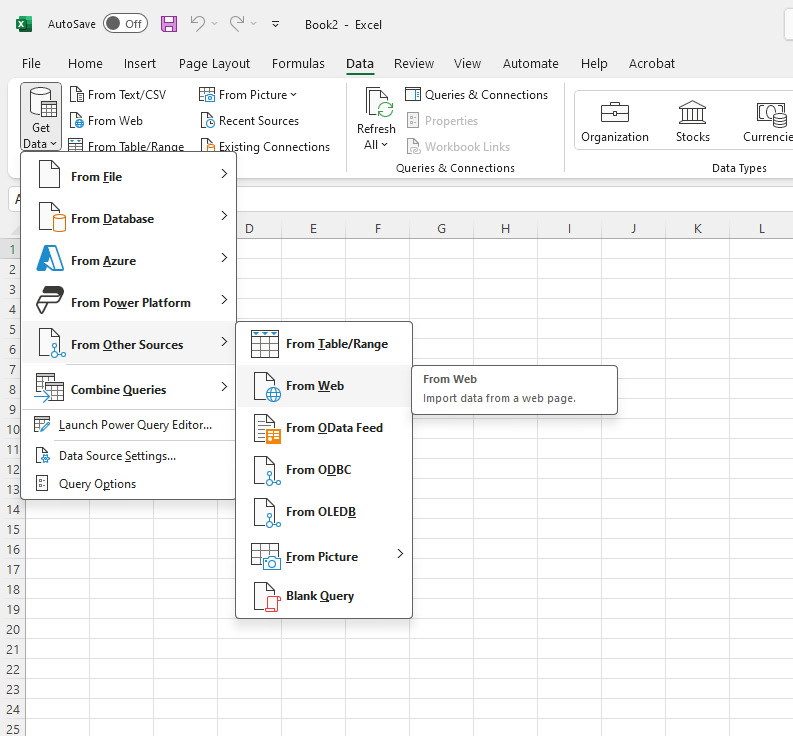 AutoSave Off Book2 - Excel
File Home Insert Page Layout Formulas Data Review View Automate Help Acrobat
Get Data
From Text/CSV
From Web
From Table/Range
From Picture
Recent Sources
Existing Connections
Refresh All
Queries & Connections
Properties
Workbook Links
Queries & Connections
Organization Stocks
Data Types
From File
From Database
From Azure
From Power Platform
From Other Sources
Combine Queries
Launch Power Query Editor...
Data Source Settings...
Query Options
From Table/Range
From Web
From OData Feed
From ODBC
From OLEDB
From Picture
Blank Query
From Web
Import data from a web page.
D E F G H I J K L
1
2
3
4
5
6
7
8
9
10
11
12
13
14
15
16
17
18
19
20
21
22
23
24
25